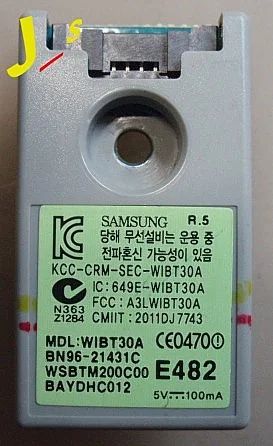 J/s
SAMSUNG R.5
당해 무선설비는 운용 중
전파혼신 가능성이 있음
KCC-CRM-SEC-WIBT30A
IC: 649E-WIBT30A
FCC: A3LWIBT30A
CMIIT: 2011DJ7743
N363
Z1284
MDL: WIBT30A CE0470
BN96-21431C
WSBTM200C00 E482
BAYDHC012
5V⎓100mA